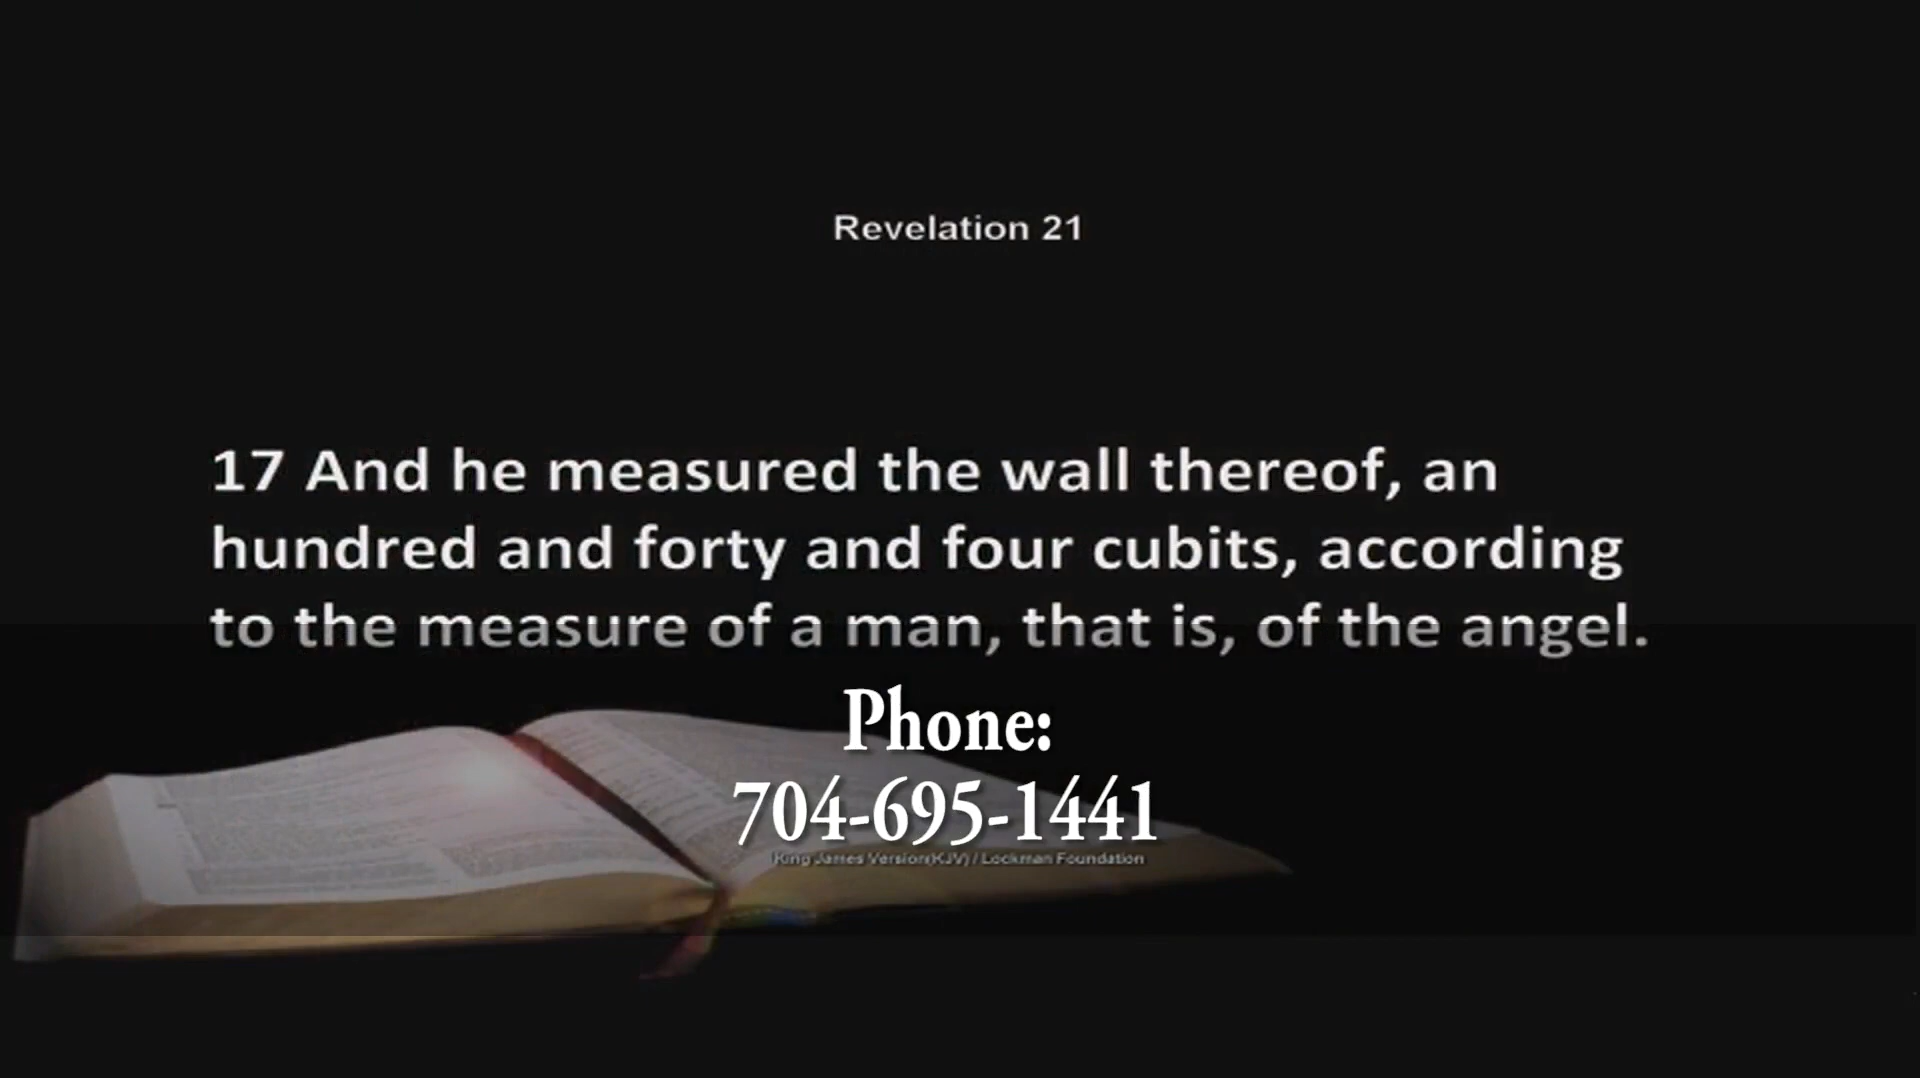 Revelation 21
17 And he measured the wall thereof, an
hundred and forty and four cubits, according
to the measure of a man, that is, of the angel.
Phone:
704-695-1441
King James Version(KJV) / Lockman Foundation